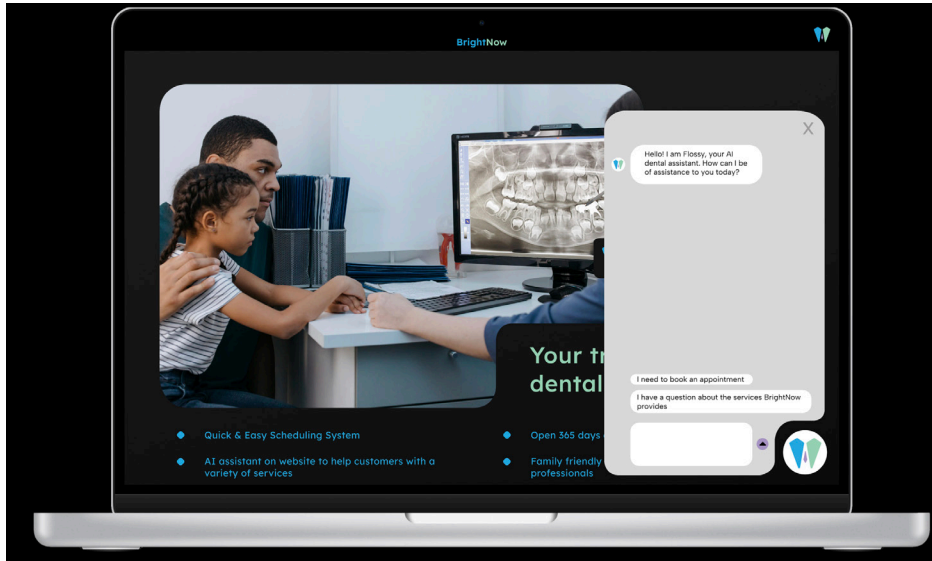 BrightNow
X
Hello! I am Flossy, your AI
dental assistant. How can I be
of assistance to you today?
Your tr
dental
I need to book an appointment
I have a question about the services BrightNow
provides
Quick & Easy Scheduling System
AI assistant on website to help customers with a
variety of services
Open 365 days
Family friendly
professionals